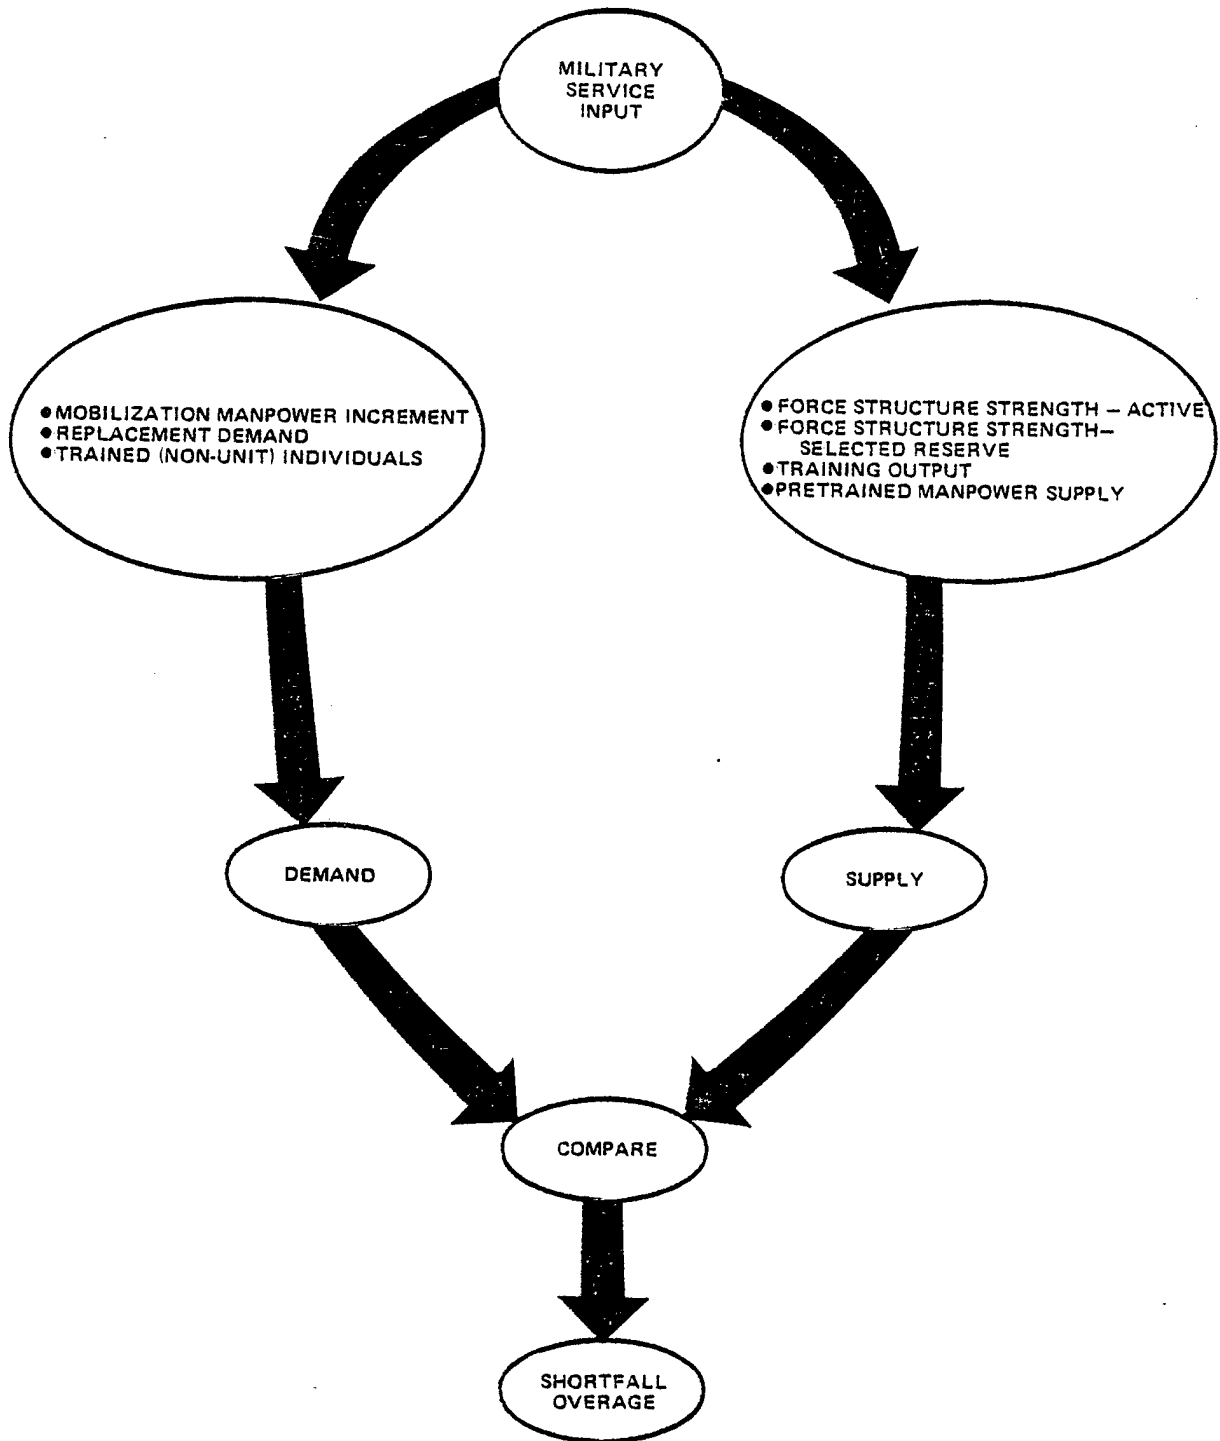 MILITARY
SERVICE
INPUT
● MOBILIZATION MANPOWER INCREMENT
● REPLACEMENT DEMAND
● TRAINED (NON-UNIT) INDIVIDUALS
● FORCE STRUCTURE STRENGTH – ACTIVE
● FORCE STRUCTURE STRENGTH–
SELECTED RESERVE
● TRAINING OUTPUT
● PRETRAINED MANPOWER SUPPLY
DEMAND
SUPPLY
COMPARE
SHORTFALL
OVERAGE